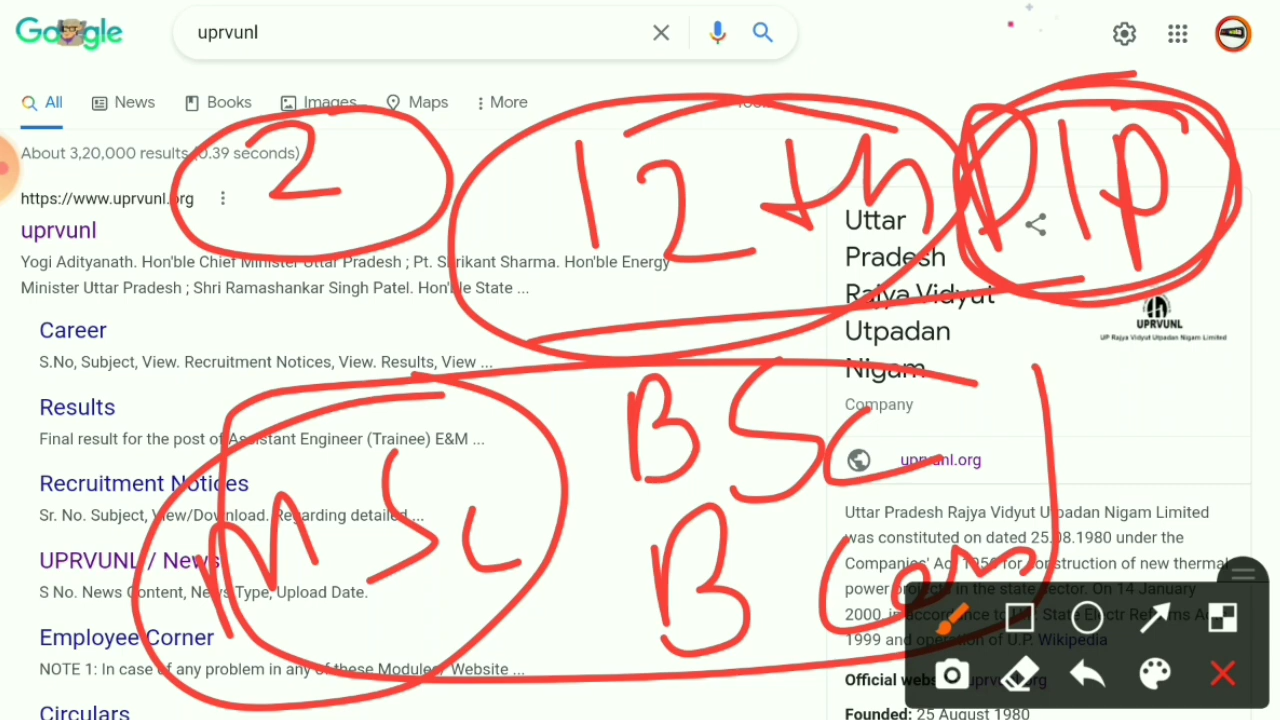 Google
uprvunl
All News Books Images Maps More
About 3,20,000 results (0.39 seconds)
2 12th Dip
https://www.uprvunl.org
uprvunl
Yogi Adityanath. Hon'ble Chief Minister Uttar Pradesh ; Pt. Shrikant Sharma. Hon'ble Energy
Minister Uttar Pradesh ; Shri Ramashankar Singh Patel. Hon'ble State ...
Career
S.No, Subject, View. Recruitment Notices, View. Results, View ...
Results
Final result for the post of Assistant Engineer (Trainee) E&M ...
Recruitment Notices
Sr. No. Subject, View/Download. Regarding detailed ...
UPRVUNL / News
S No. News Content, News Type, Upload Date.
Employee Corner
NOTE 1: In case of any problem in any of these Modules/ Website ...
Circulars
BSC
MSc
B Com
Uttar
Pradesh
Rajya Vidyut
Utpadan
Nigam
Company
UPRVUNL
UP Rajya Vidyut Utpadan Nigam Limited
uprvunl.org
Uttar Pradesh Rajya Vidyut Utpadan Nigam Limited
was constituted on dated 25.08.1980 under the
Companies' Act 1956 for construction of new thermal
power projects in the state sector. On 14 January
2000, in accordance to State Electr Reforms
1999 and operation of U.P. Wikipedia
Official .org
Founded: 25 August 1980